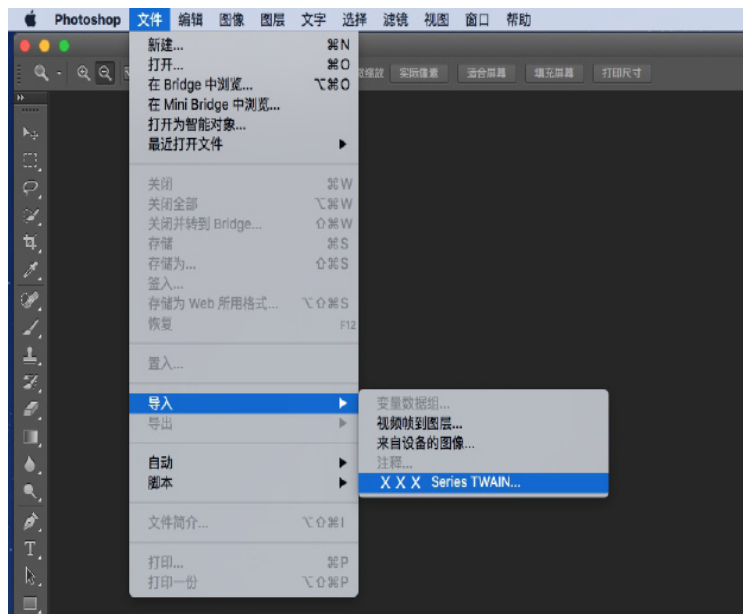 Photoshop 文件 编辑 图像 图层 文字 选择 滤镜 视图 窗口 帮助
实际像素 适合屏幕 填充屏幕 打印尺寸
新建... ⌘N
打开... ⌘O
在 Bridge 中浏览... ⌥⌘O
在 Mini Bridge 中浏览...
打开为智能对象...
最近打开文件
关闭 ⌘W
关闭全部 ⌥⌘W
关闭并转到 Bridge... ⇧⌘W
存储 ⌘S
存储为... ⇧⌘S
签入...
存储为 Web 所用格式... ⌥⇧⌘S
恢复 F12
置入...
导入
导出
自动
脚本
文件简介... ⌥⇧⌘I
打印... ⌘P
打印一份 ⌥⇧⌘P
变量数据组...
视频帧到图层...
来自设备的图像...
注释...
X X X Series TWAIN...